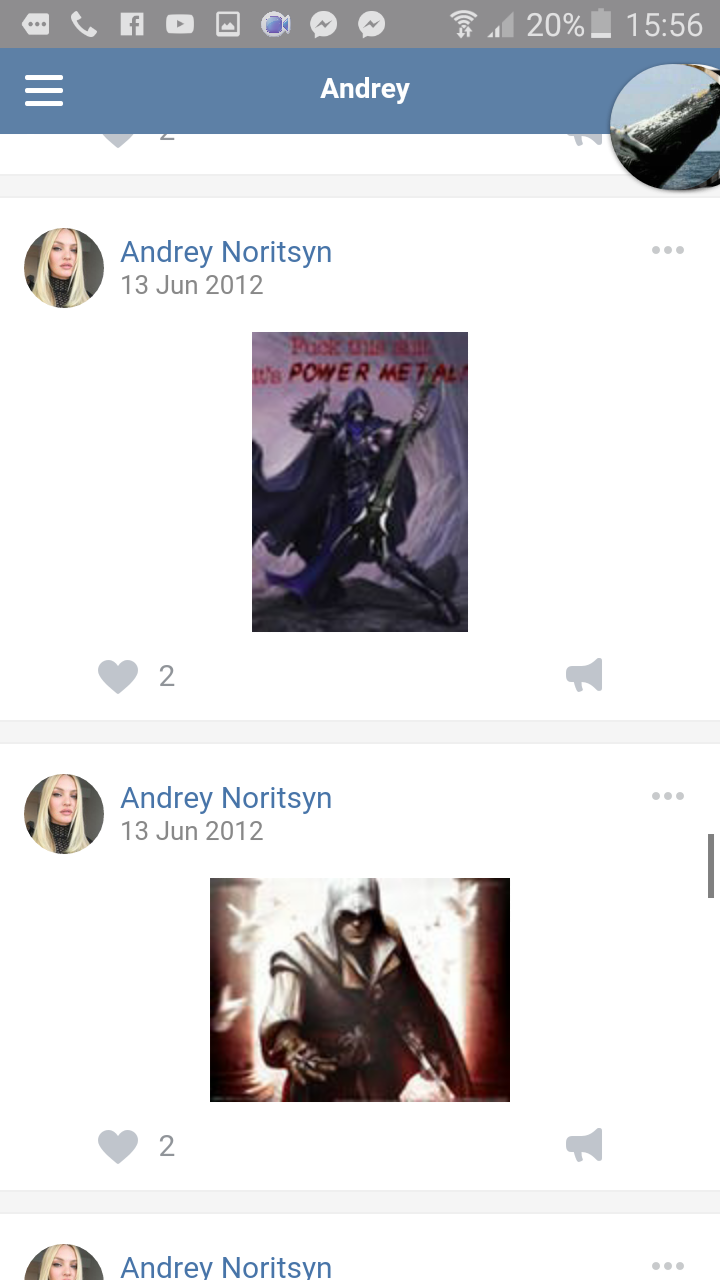 20% 15:56
Andrey
2
Andrey Noritsyn
13 Jun 2012
Fuck this shit
it's POWER METAL!
2
Andrey Noritsyn
13 Jun 2012
2
Andrey Noritsyn